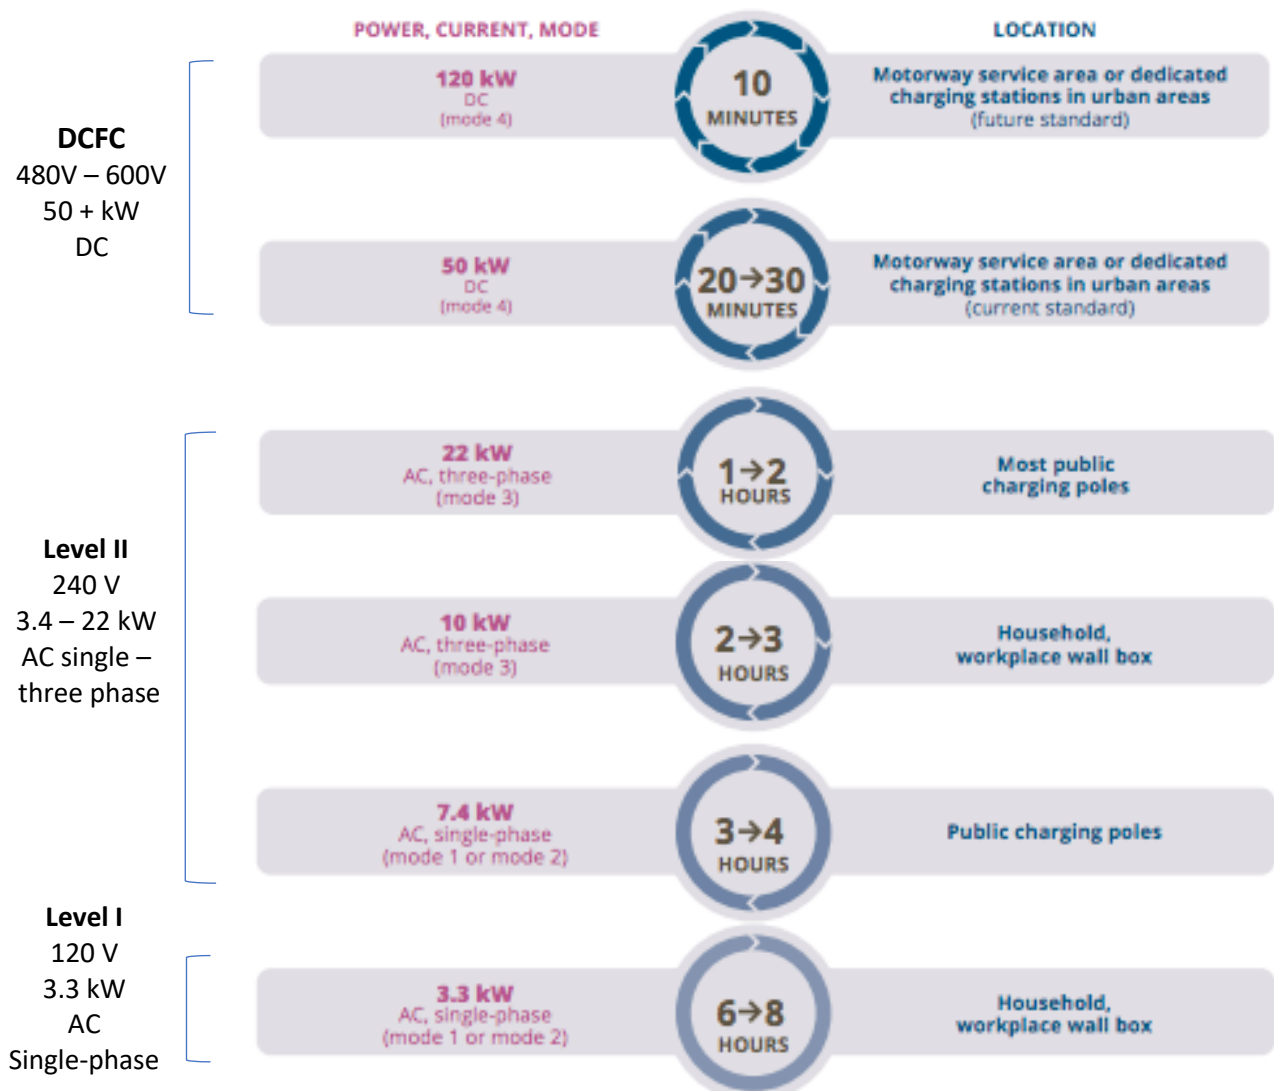 POWER, CURRENT, MODE
LOCATION
DCFC
480V – 600V
50 + kW
DC
120 kW
DC
(mode 4)
10
MINUTES
Motorway service area or dedicated
charging stations in urban areas
(future standard)
50 kW
DC
(mode 4)
20→30
MINUTES
Motorway service area or dedicated
charging stations in urban areas
(current standard)
Level II
240 V
3.4 – 22 kW
AC single –
three phase
22 kW
AC, three-phase
(mode 3)
1→2
HOURS
Most public
charging poles
10 kW
AC, three-phase
(mode 3)
2→3
HOURS
Household,
workplace wall box
7.4 kW
AC, single-phase
(mode 1 or mode 2)
3→4
HOURS
Public charging poles
Level I
120 V
3.3 kW
AC
Single-phase
3.3 kW
AC, single-phase
(mode 1 or mode 2)
6→8
HOURS
Household,
workplace wall box